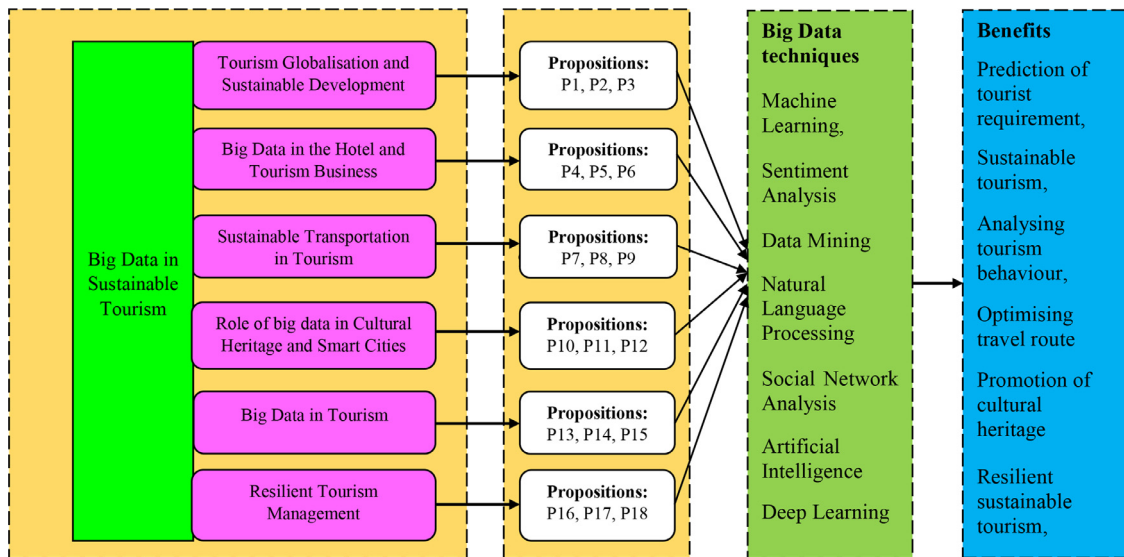 Big Data in
Sustainable
Tourism
Tourism Globalisation and
Sustainable Development
Big Data in the Hotel and
Tourism Business
Sustainable Transportation
in Tourism
Role of big data in Cultural
Heritage and Smart Cities
Big Data in Tourism
Resilient Tourism
Management
Propositions:
P1, P2, P3
Propositions:
P4, P5, P6
Propositions:
P7, P8, P9
Propositions:
P10, P11, P12
Propositions:
P13, P14, P15
Propositions:
P16, P17, P18
Big Data
techniques
Machine
Learning,
Sentiment
Analysis
Data Mining
Natural
Language
Processing
Social Network
Analysis
Artificial
Intelligence
Deep Learning
Benefits
Prediction of
tourist
requirement,
Sustainable
tourism,
Analysing
tourism
behaviour,
Optimising
travel route
Promotion of
cultural
heritage
Resilient
sustainable
tourism,